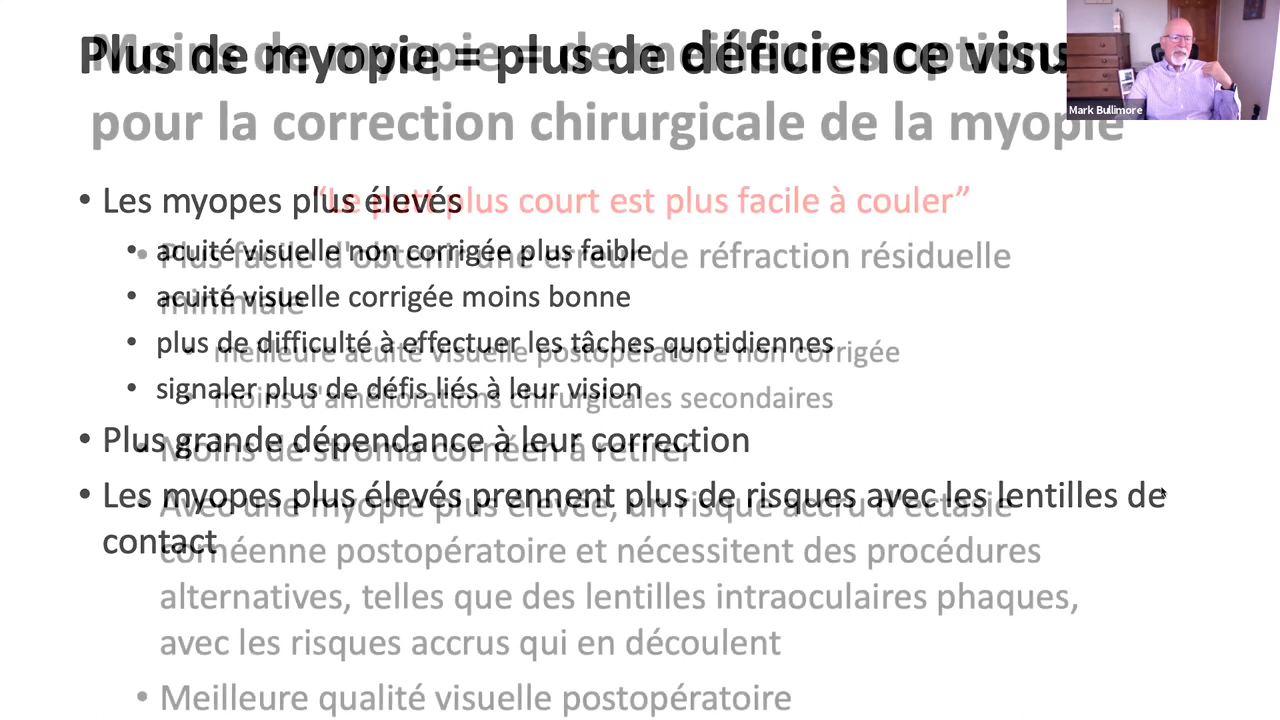 Plus de myopie = plus de déficience visu
Moins de myopie = de meilleures option
pour la correction chirurgicale de la myopie
Mark Bullimore
• Les myopes plus élevés
• acuité visuelle non corrigée plus faible
• acuité visuelle corrigée moins bonne
• plus de difficulté à effectuer les tâches quotidiennes
• signaler plus de défis liés à leur vision
• Plus grande dépendance à leur correction
• Les myopes plus élevés prennent plus de risques avec les lentilles de
contact
“Le putt plus court est plus facile à couler”
• Plus facile d'obtenir une erreur de réfraction résiduelle
minimale
• meilleure acuité visuelle postopératoire non corrigée
• moins d'améliorations chirurgicales secondaires
• Moins de stroma cornéen à retirer
• Avec une myopie plus élevée, un risque accru d'ectasie
cornéenne postopératoire et nécessitent des procédures
alternatives, telles que des lentilles intraoculaires phaques,
avec les risques accrus qui en découlent
• Meilleure qualité visuelle postopératoire